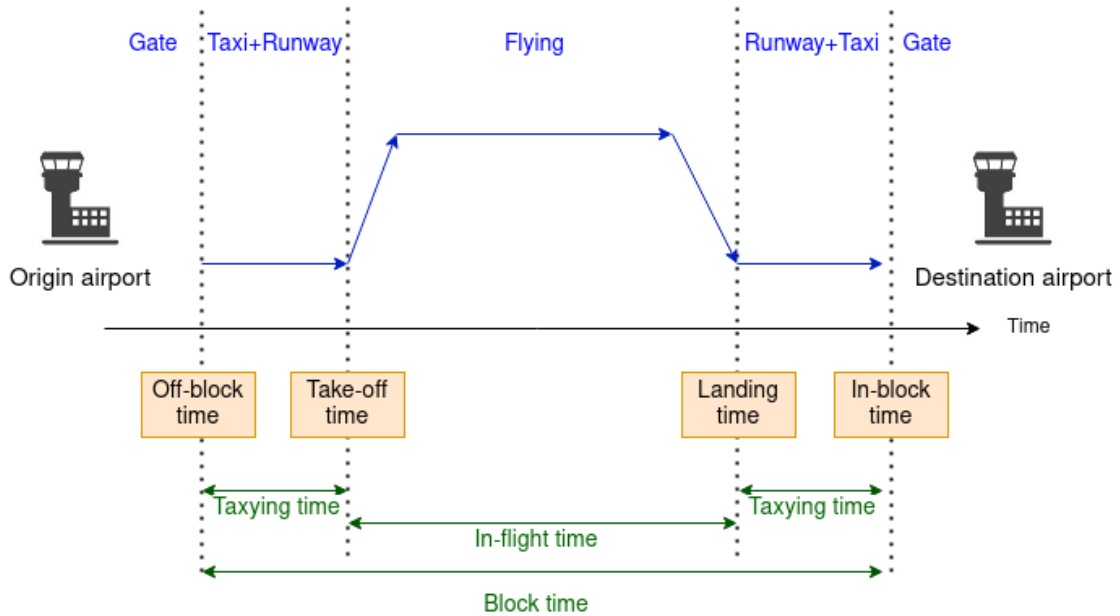 Gate
Taxi+Runway
Flying
Runway+Taxi
Gate
Origin airport
Destination airport
Time
Off-block
time
Take-off
time
Landing
time
In-block
time
Taxying time
Taxying time
In-flight time
Block time